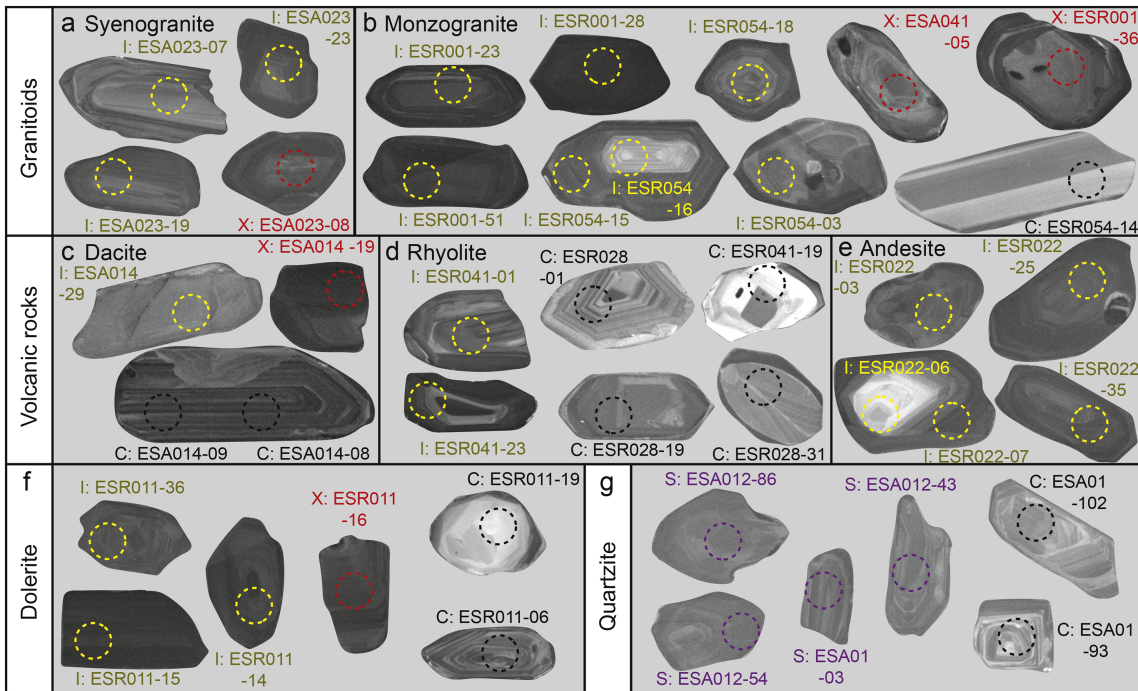 Granitoids
a Syenogranite
I: ESA023-07
I: ESA023
-23
I: ESA023-19
X: ESA023-08
b Monzogranite
I: ESR001-23
I: ESR001-28
I: ESR054-18
X: ESA041
-05
X: ESR001
-36
I: ESR001-51
I: ESR054-15
I: ESR054
-16
I: ESR054-03
C: ESR054-14
Volcanic rocks
c Dacite
I: ESA014
-29
X: ESA014 -19
C: ESA014-09
C: ESA014-08
d Rhyolite
I: ESR041-01
C: ESR028
-01
C: ESR041-19
I: ESR041-23
C: ESR028-19
C: ESR028-31
e Andesite
I: ESR022
-03
I: ESR022
-25
I: ESR022-06
I: ESR022
-35
I: ESR022-07
Dolerite
f
I: ESR011-36
X: ESR011
-16
C: ESR011-19
I: ESR011-15
I: ESR011
-14
C: ESR011-06
Quartzite
g
S: ESA012-86
S: ESA012-43
C: ESA01
-102
S: ESA012-54
S: ESA01
-03
C: ESA01
-93